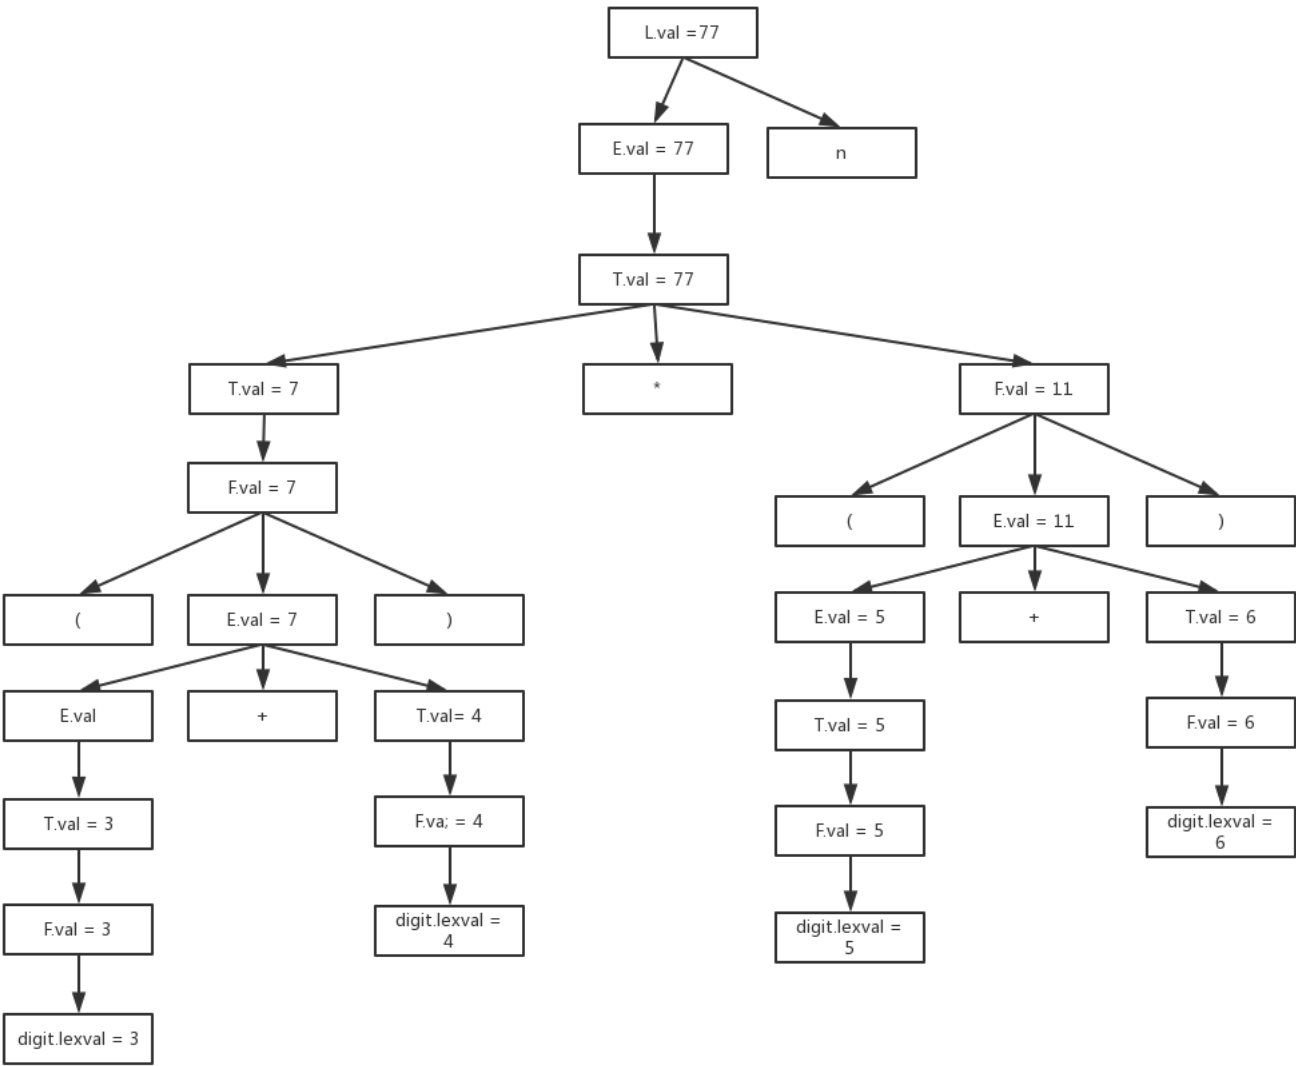 L.val =77
E.val = 77
n
T.val = 77
T.val = 7
*
F.val = 11
F.val = 7
(
E.val = 11
)
(
E.val = 7
)
E.val = 5
+
T.val = 6
E.val
+
T.val= 4
T.val = 5
F.val = 6
T.val = 3
F.va; = 4
F.val = 5
digit.lexval =
6
F.val = 3
digit.lexval =
4
digit.lexval =
5
digit.lexval = 3